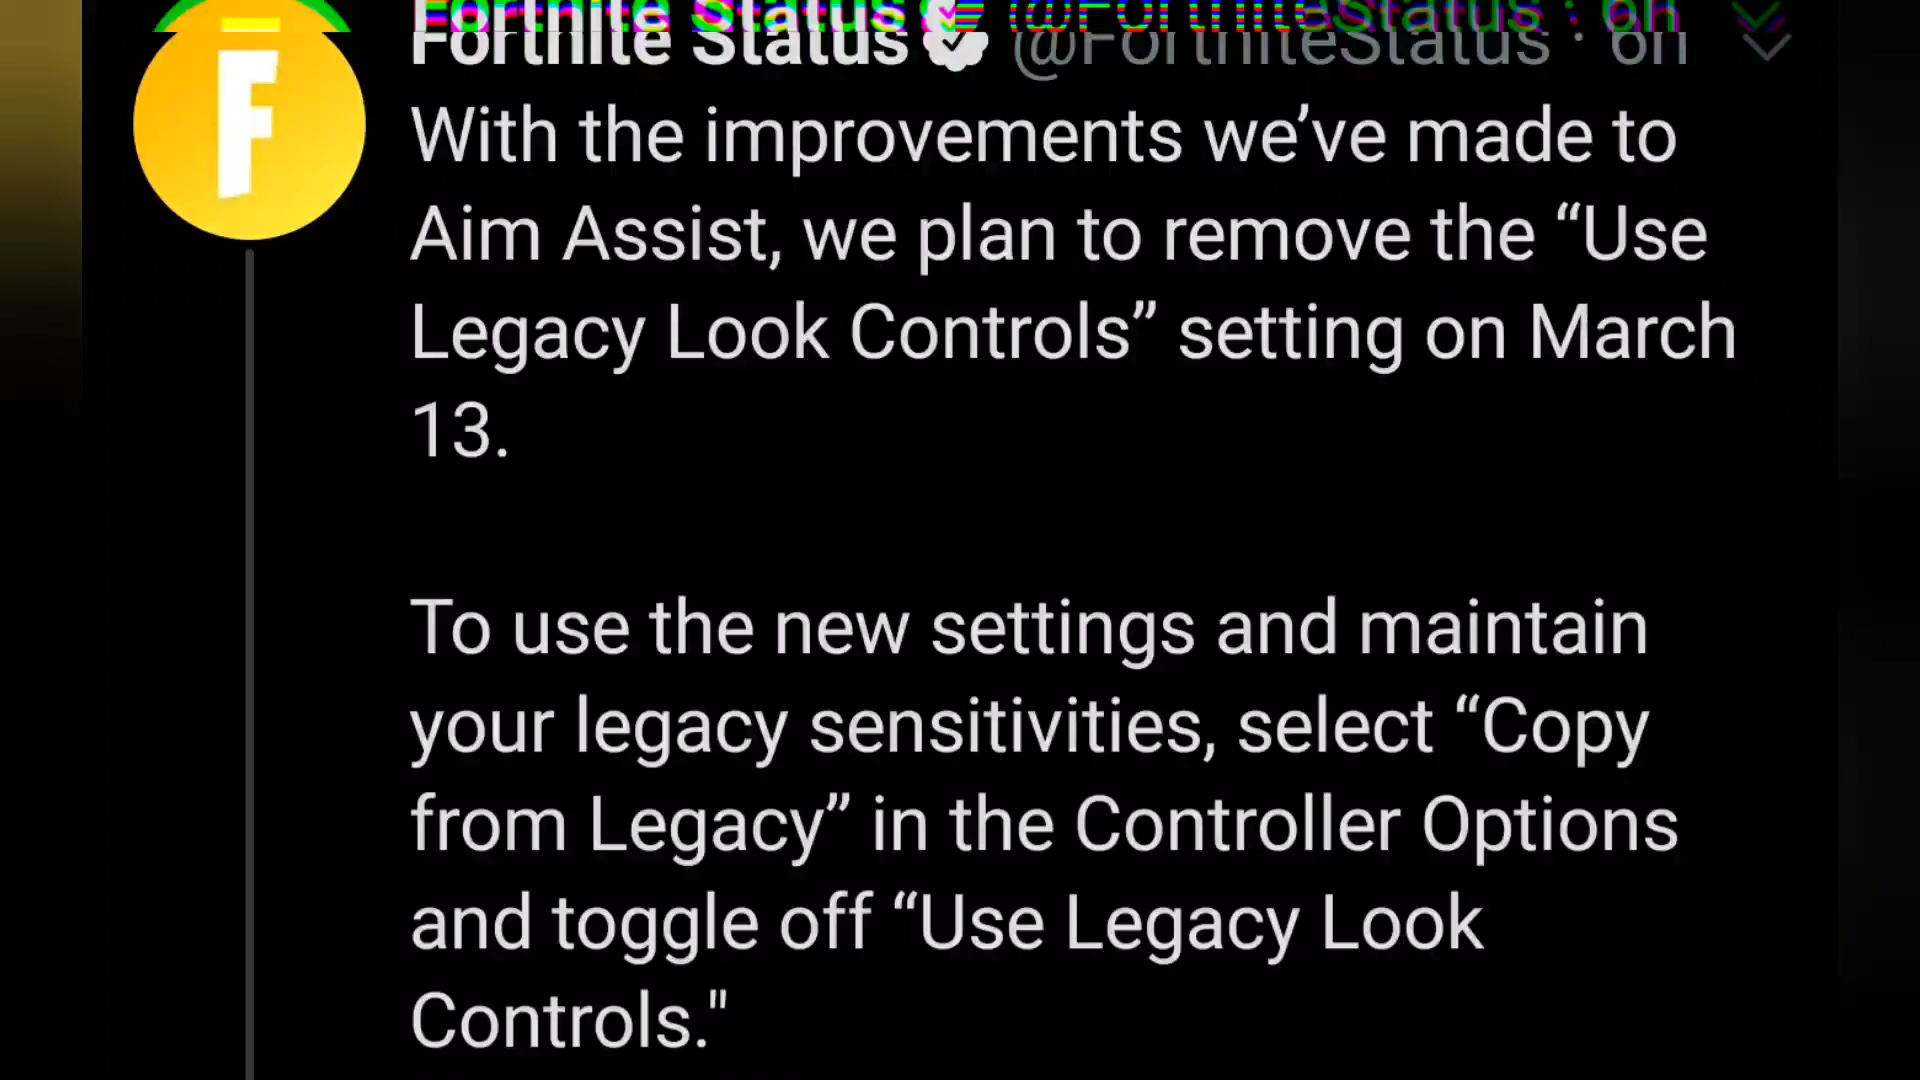 Fortnite Status @FortniteStatus · 6h
With the improvements we’ve made to
Aim Assist, we plan to remove the “Use
Legacy Look Controls” setting on March
13.
To use the new settings and maintain
your legacy sensitivities, select “Copy
from Legacy” in the Controller Options
and toggle off “Use Legacy Look
Controls."